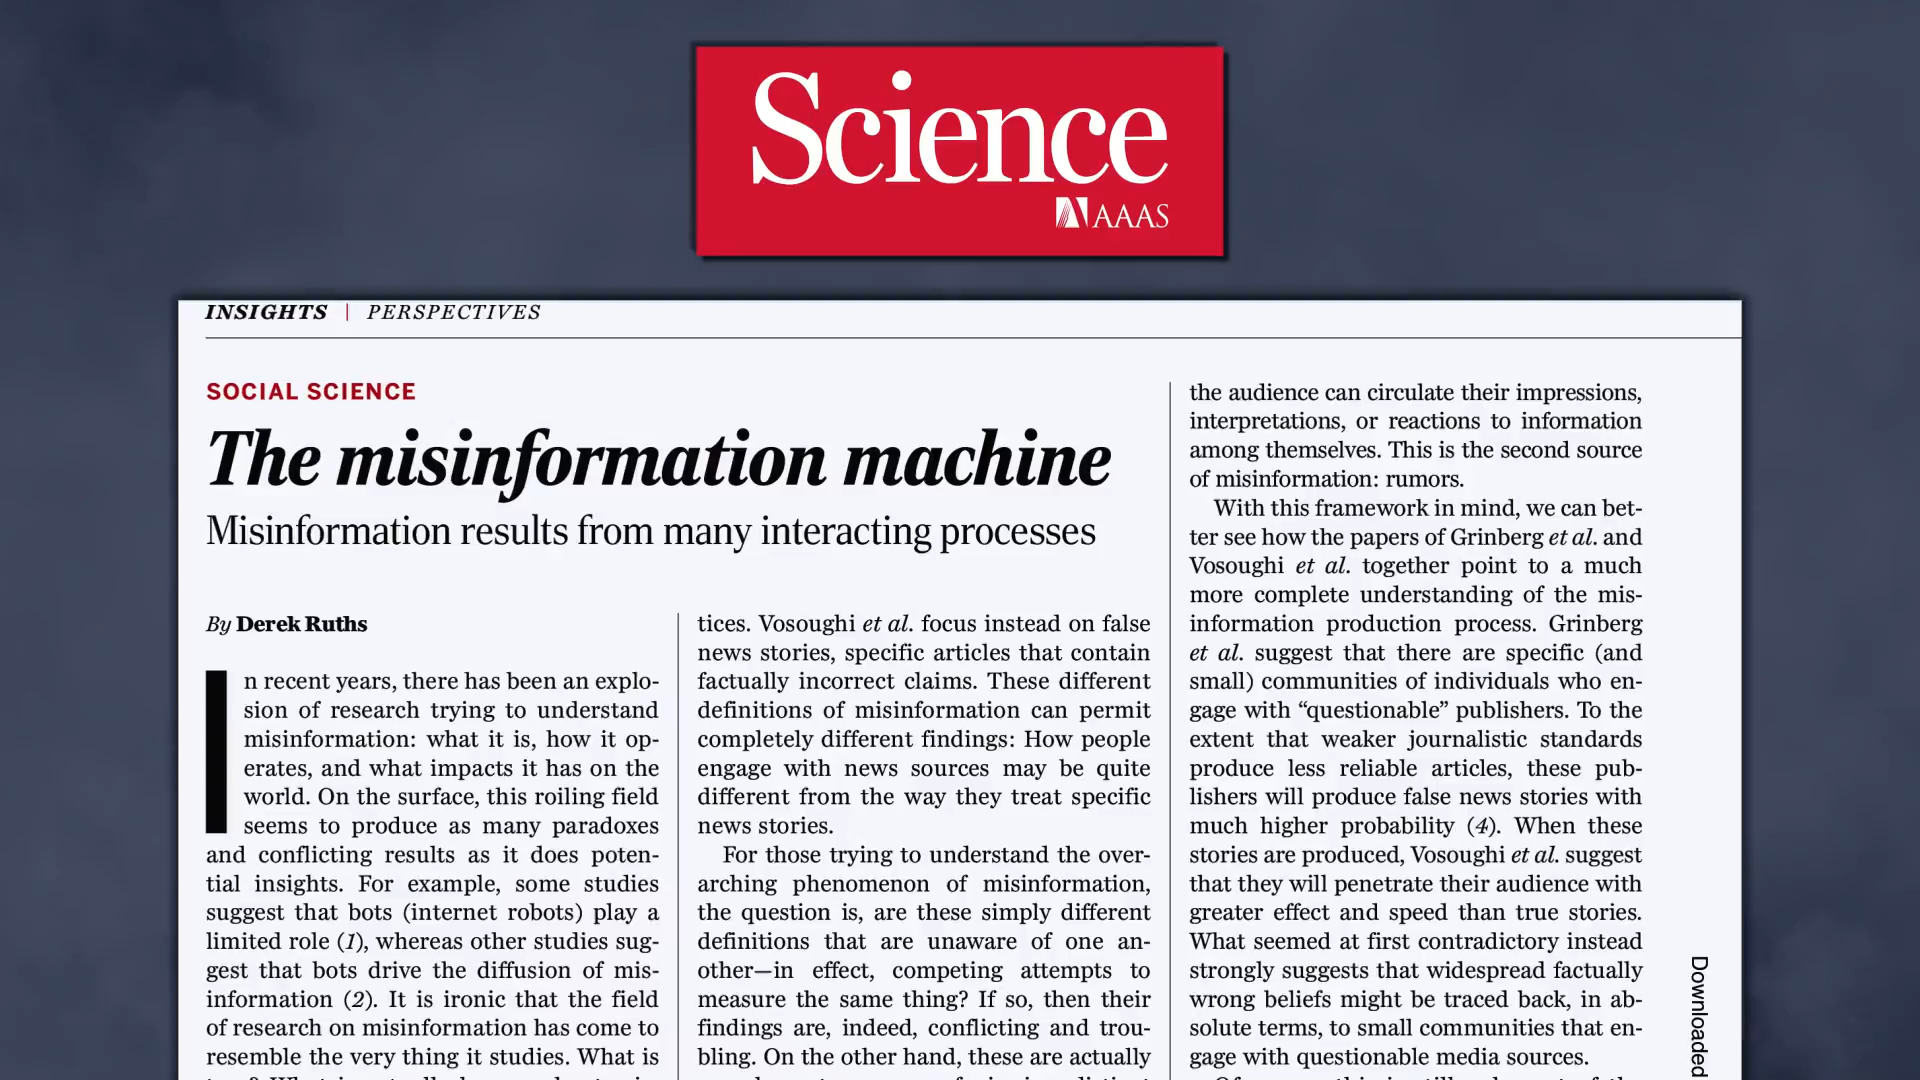 Science
AAAS
INSIGHTS | PERSPECTIVES
SOCIAL SCIENCE
The misinformation machine
Misinformation results from many interacting processes
By Derek Ruths
In recent years, there has been an explo-
sion of research trying to understand
misinformation: what it is, how it op-
erates, and what impacts it has on the
world. On the surface, this roiling field
seems to produce as many paradoxes
and conflicting results as it does poten-
tial insights. For example, some studies
suggest that bots (internet robots) play a
limited role (1), whereas other studies sug-
gest that bots drive the diffusion of mis-
information (2). It is ironic that the field
of research on misinformation has come to
resemble the very thing it studies. What is
tices. Vosoughi et al. focus instead on false
news stories, specific articles that contain
factually incorrect claims. These different
definitions of misinformation can permit
completely different findings: How people
engage with news sources may be quite
different from the way they treat specific
news stories.
For those trying to understand the over-
arching phenomenon of misinformation,
the question is, are these simply different
definitions that are unaware of one an-
other—in effect, competing attempts to
measure the same thing? If so, then their
findings are, indeed, conflicting and trou-
bling. On the other hand, these are actually
the audience can circulate their impressions,
interpretations, or reactions to information
among themselves. This is the second source
of misinformation: rumors.
With this framework in mind, we can bet-
ter see how the papers of Grinberg et al. and
Vosoughi et al. together point to a much
more complete understanding of the mis-
information production process. Grinberg
et al. suggest that there are specific (and
small) communities of individuals who en-
gage with “questionable” publishers. To the
extent that weaker journalistic standards
produce less reliable articles, these pub-
lishers will produce false news stories with
much higher probability (4). When these
stories are produced, Vosoughi et al. suggest
that they will penetrate their audience with
greater effect and speed than true stories.
What seemed at first contradictory instead
strongly suggests that widespread factually
wrong beliefs might be traced back, in ab-
solute terms, to small communities that en-
gage with questionable media sources.
Downloaded